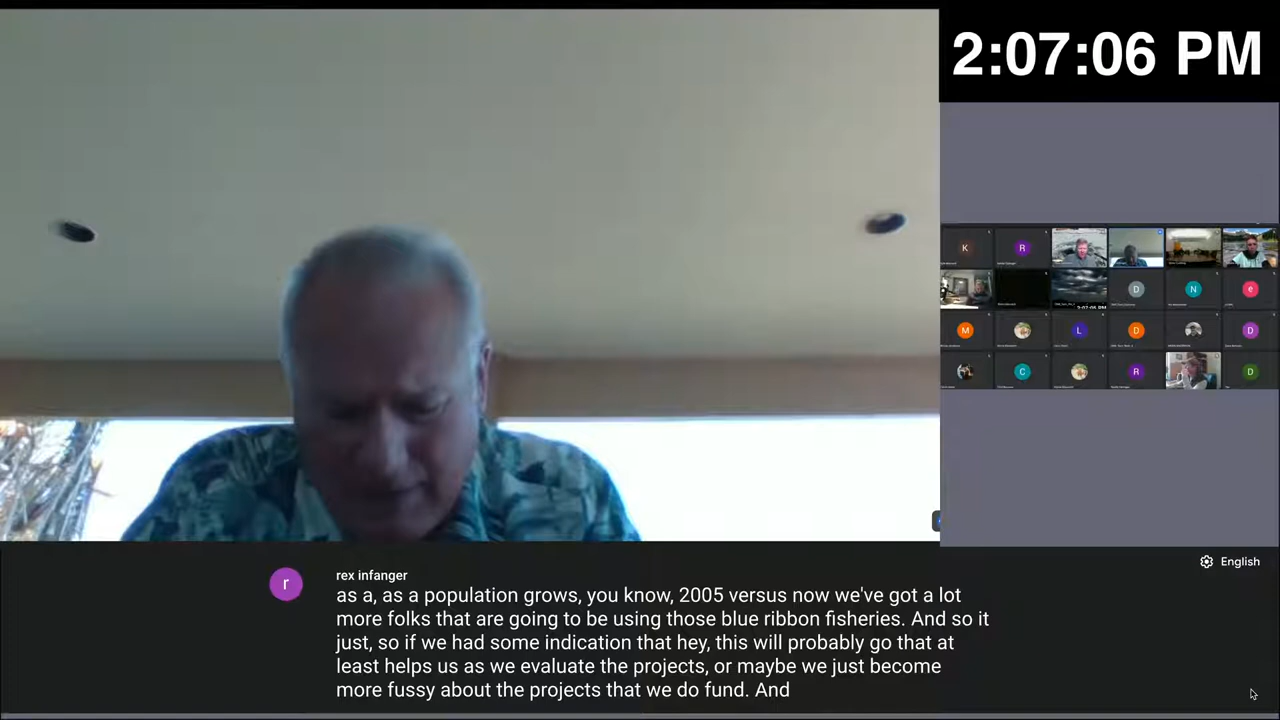 2:07:06 PM
K
R
D
N
e
M
L
D
D
C
R
D
English
r
rex infanger
as a, as a population grows, you know, 2005 versus now we've got a lot
more folks that are going to be using those blue ribbon fisheries. And so it
just, so if we had some indication that hey, this will probably go that at
least helps us as we evaluate the projects, or maybe we just become
more fussy about the projects that we do fund. And